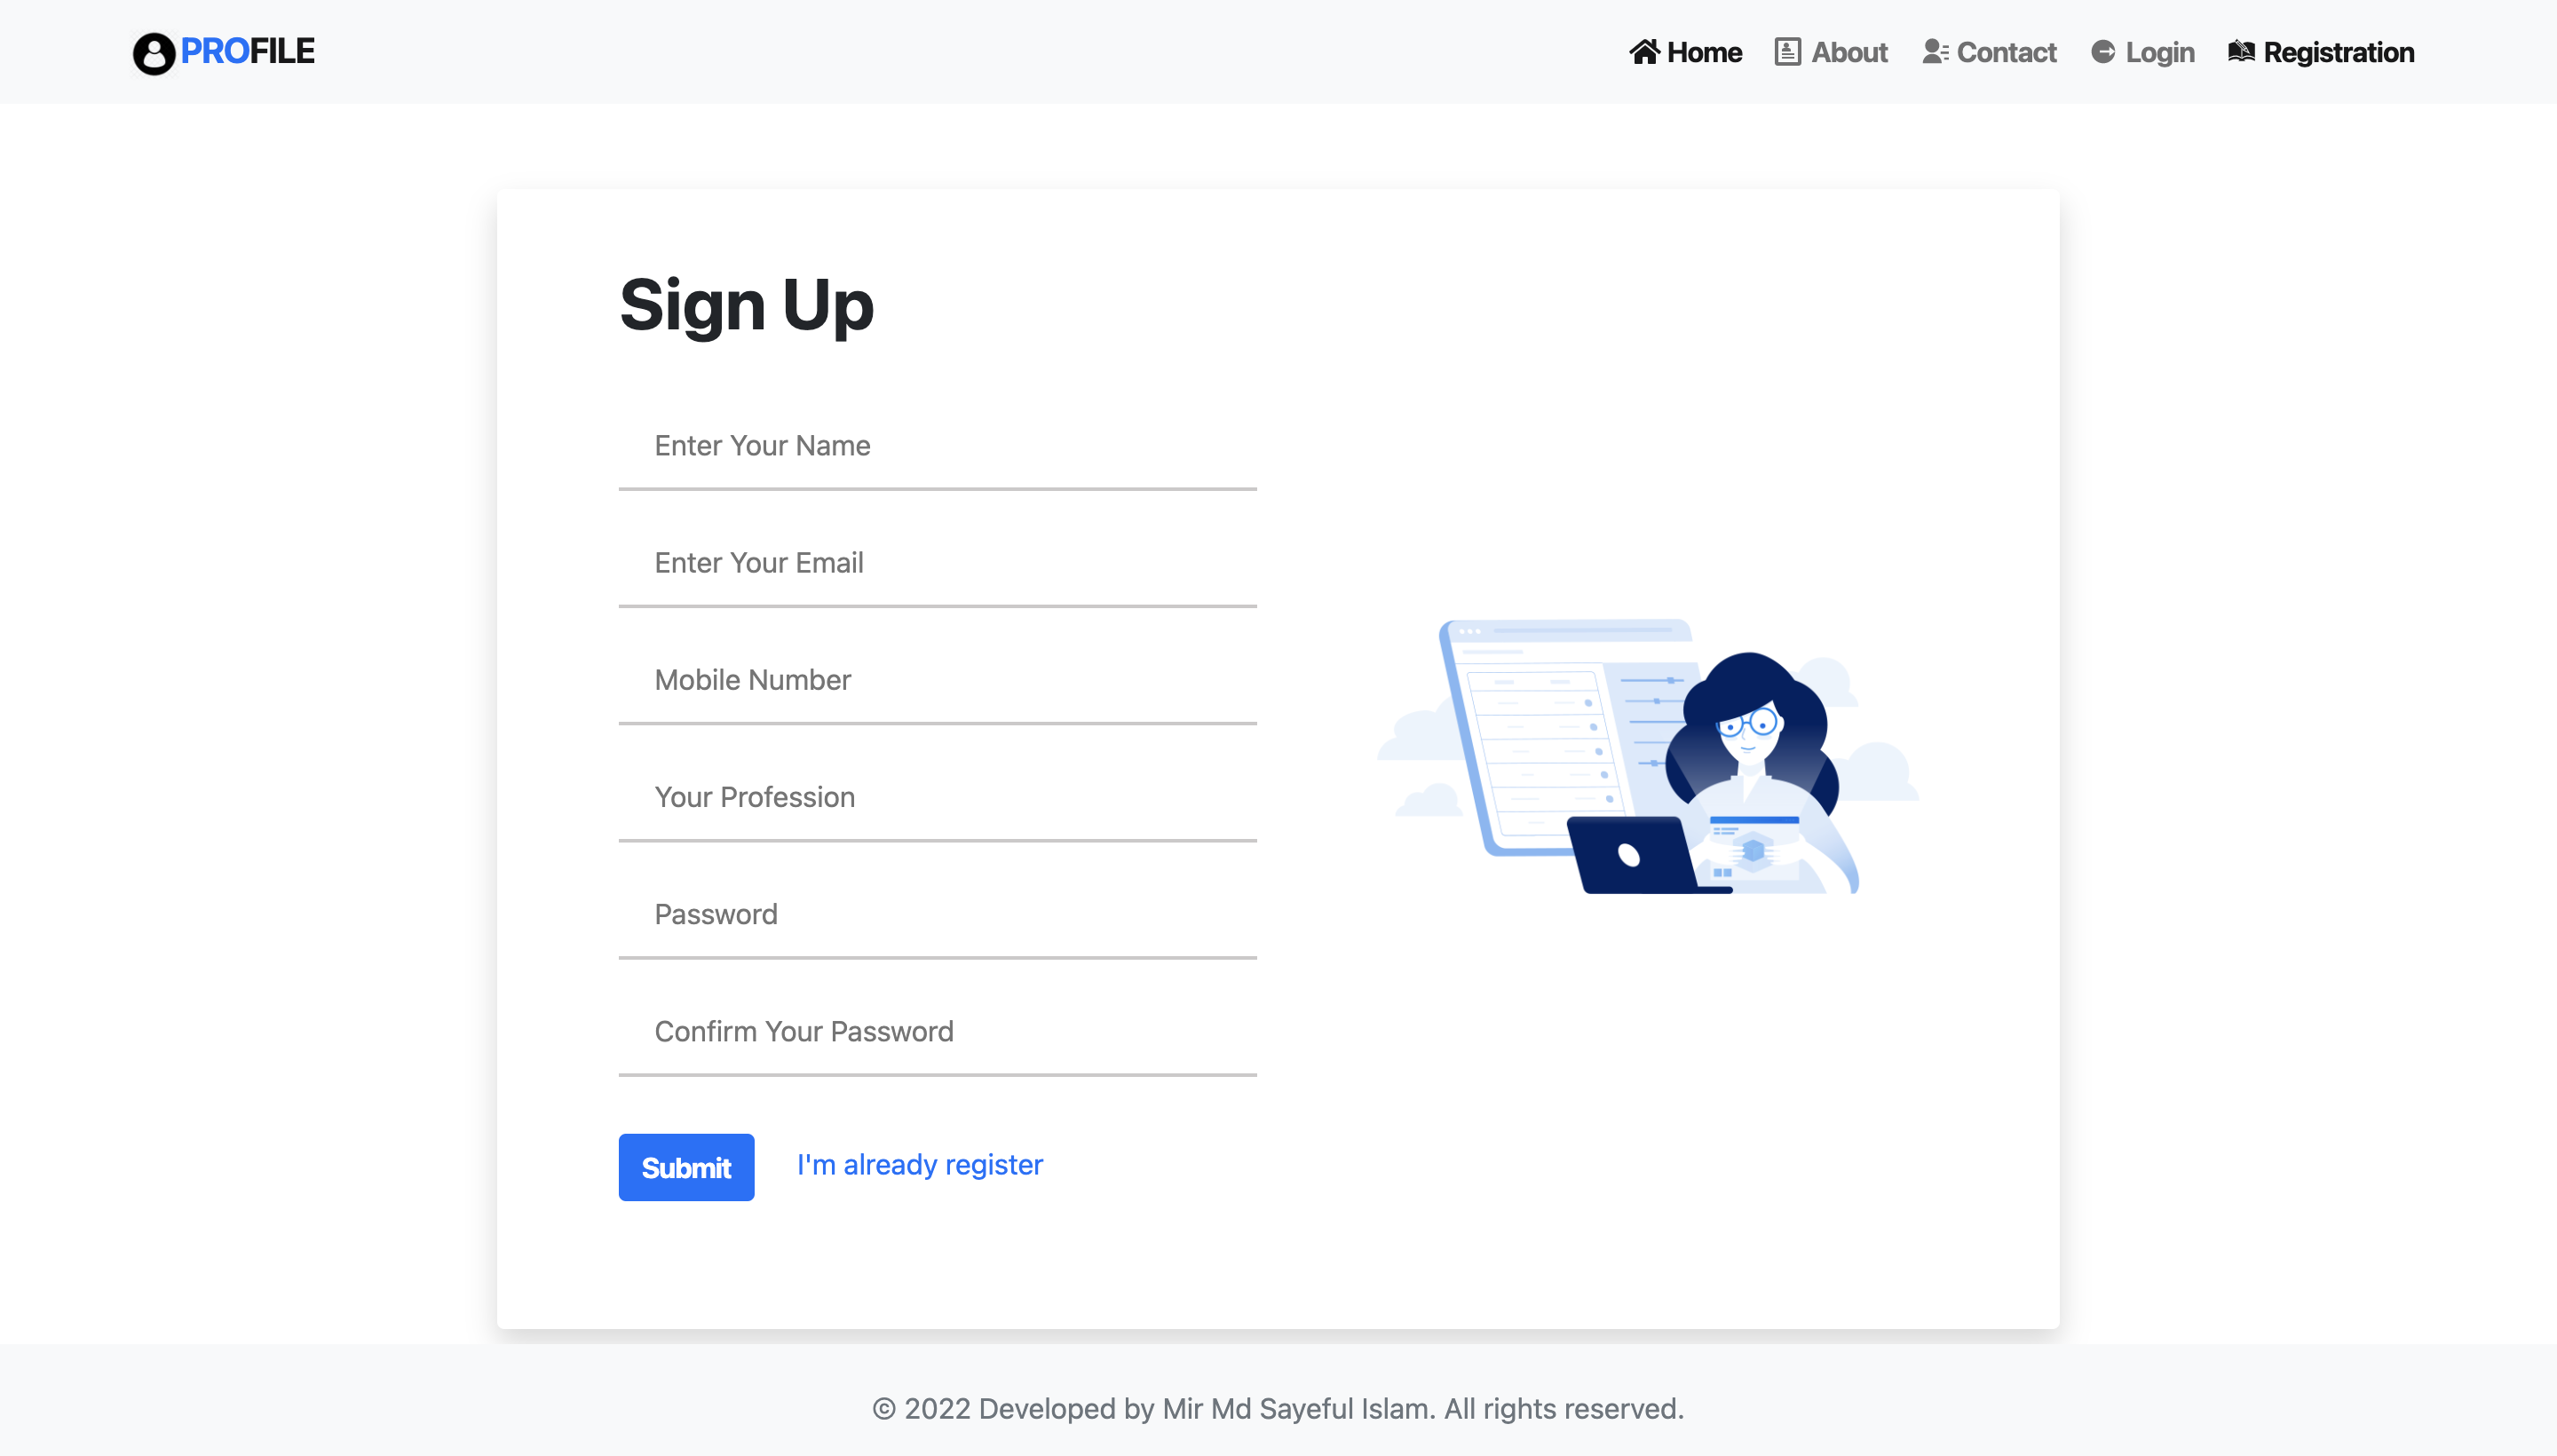 PROFILE
Home About Contact Login Registration
Sign Up
Enter Your Name
Enter Your Email
Mobile Number
Your Profession
Password
Confirm Your Password
Submit I'm already register
© 2022 Developed by Mir Md Sayeful Islam. All rights reserved.